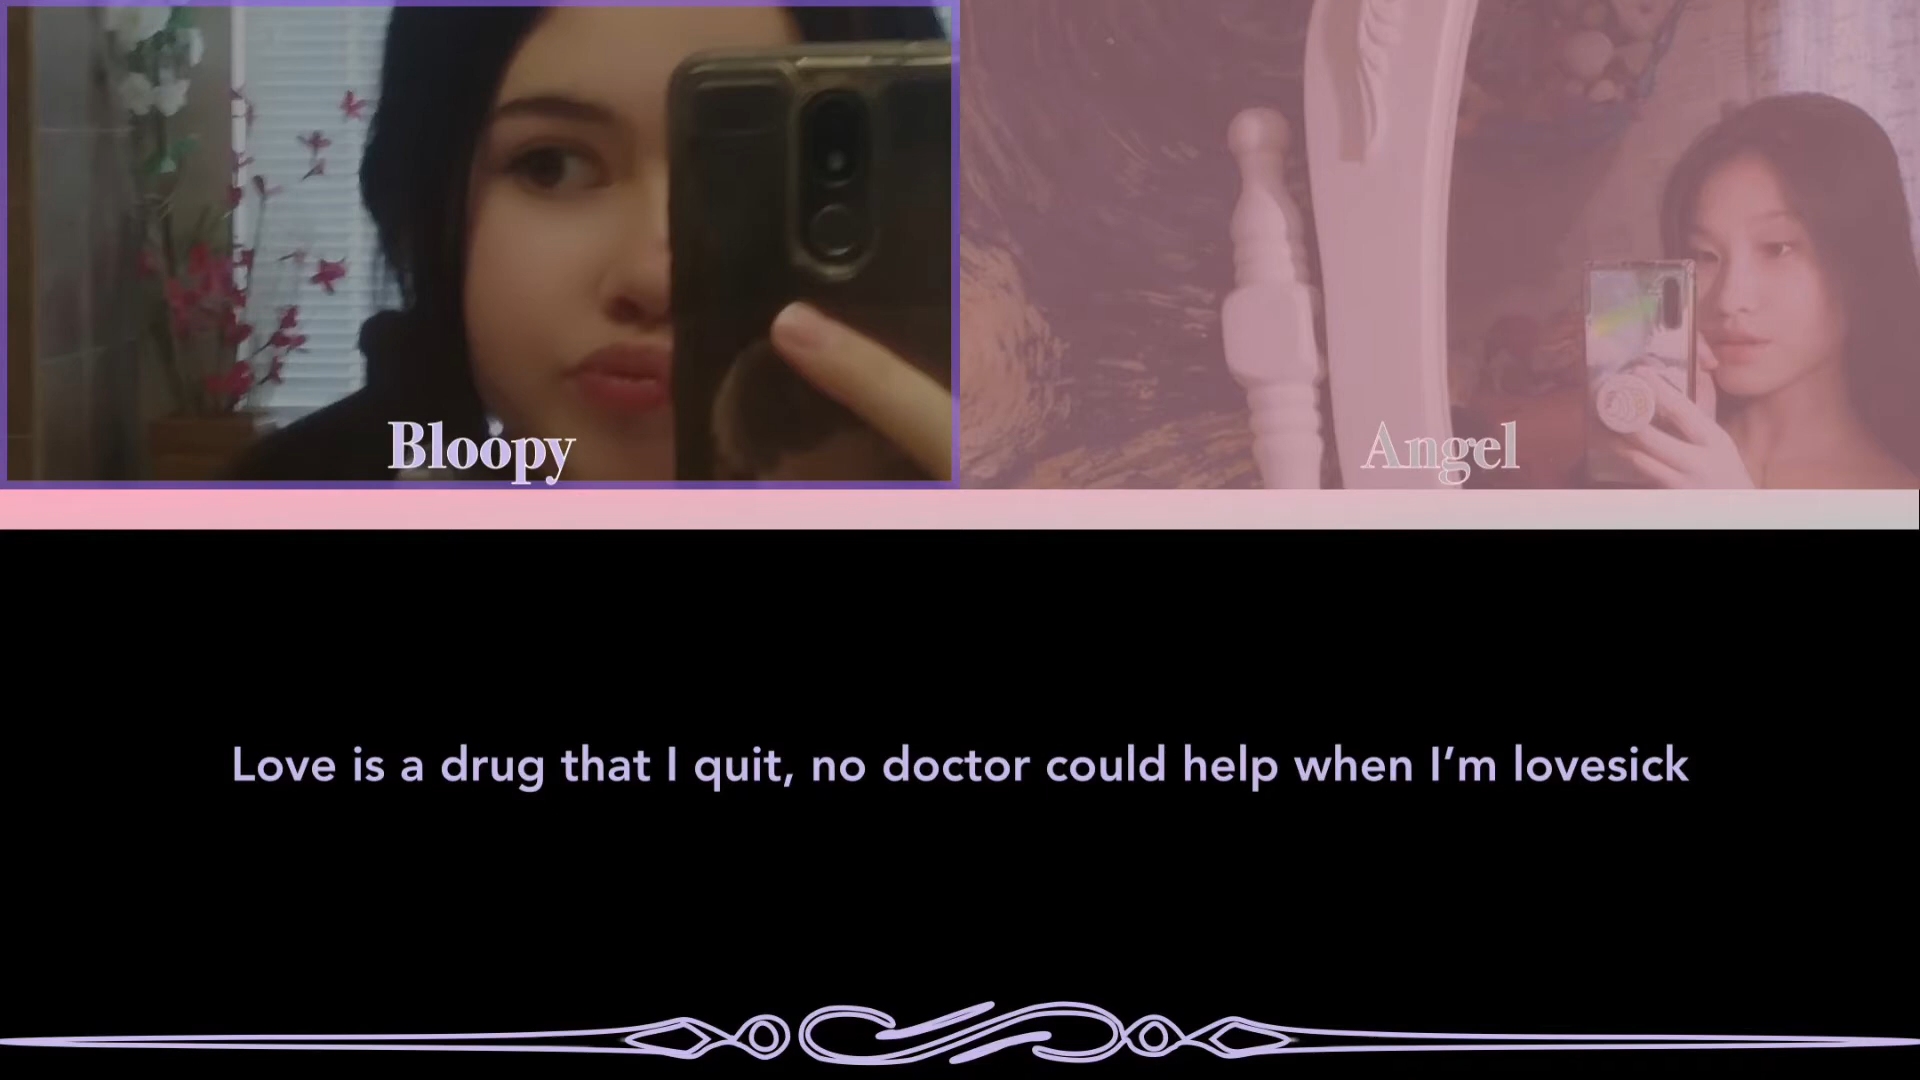 Bloopy
Angel
Love is a drug that I quit, no doctor could help when I’m lovesick